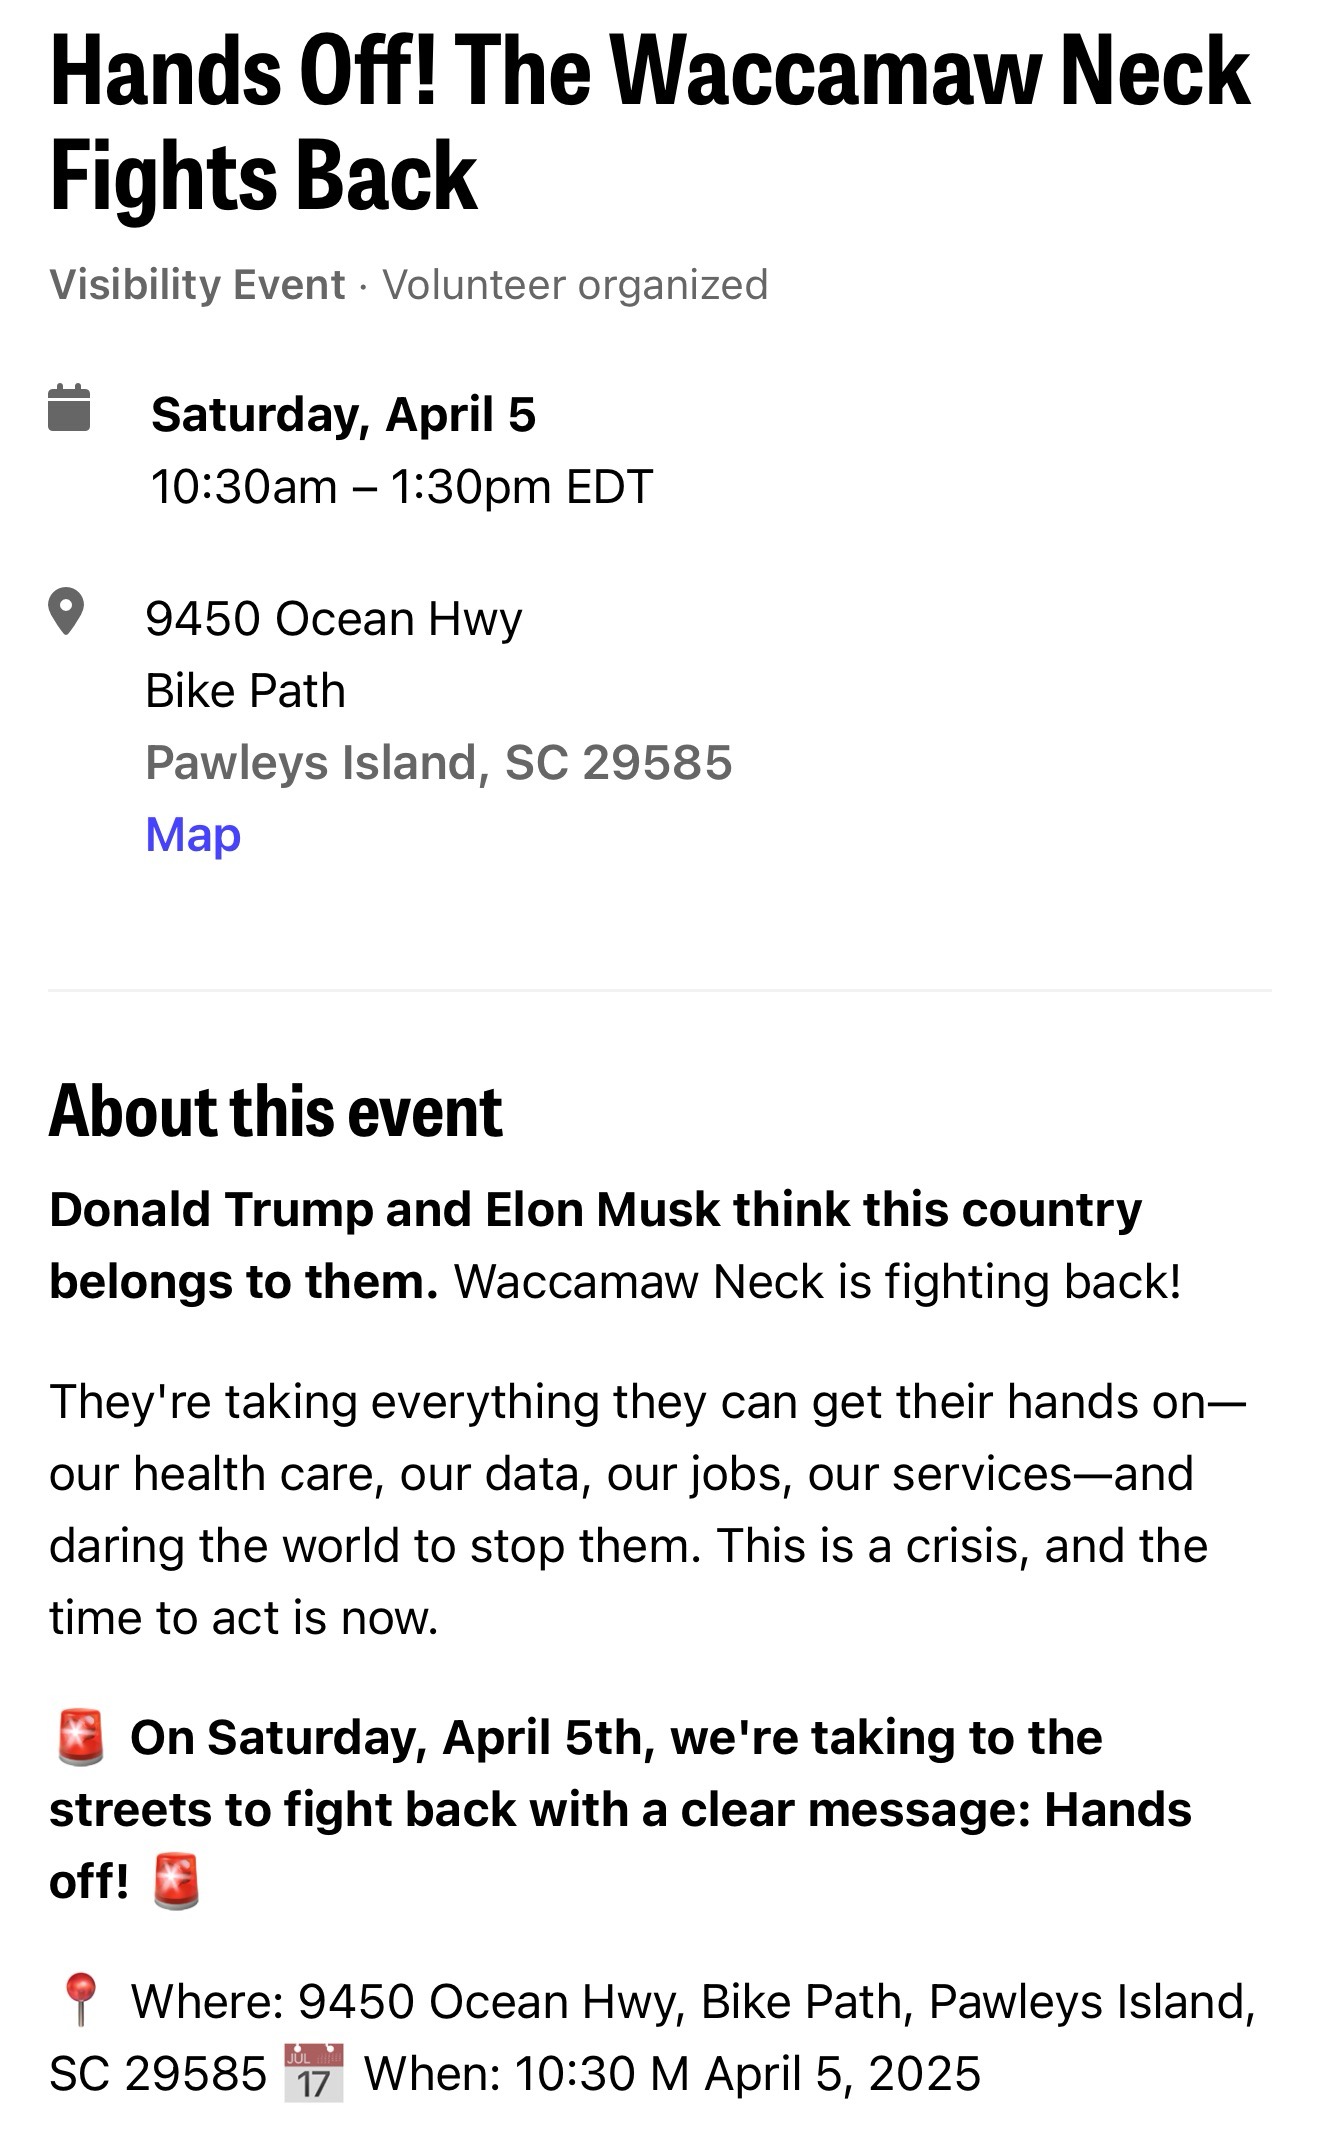 Hands Off! The Waccamaw Neck
Fights Back
Visibility Event · Volunteer organized
Saturday, April 5
10:30am – 1:30pm EDT
9450 Ocean Hwy
Bike Path
Pawleys Island, SC 29585
Map
About this event
Donald Trump and Elon Musk think this country
belongs to them. Waccamaw Neck is fighting back!
They're taking everything they can get their hands on—
our health care, our data, our jobs, our services—and
daring the world to stop them. This is a crisis, and the
time to act is now.
🚨 On Saturday, April 5th, we're taking to the
streets to fight back with a clear message: Hands
off! 🚨
📍 Where: 9450 Ocean Hwy, Bike Path, Pawleys Island,
SC 29585 📅 When: 10:30 M April 5, 2025